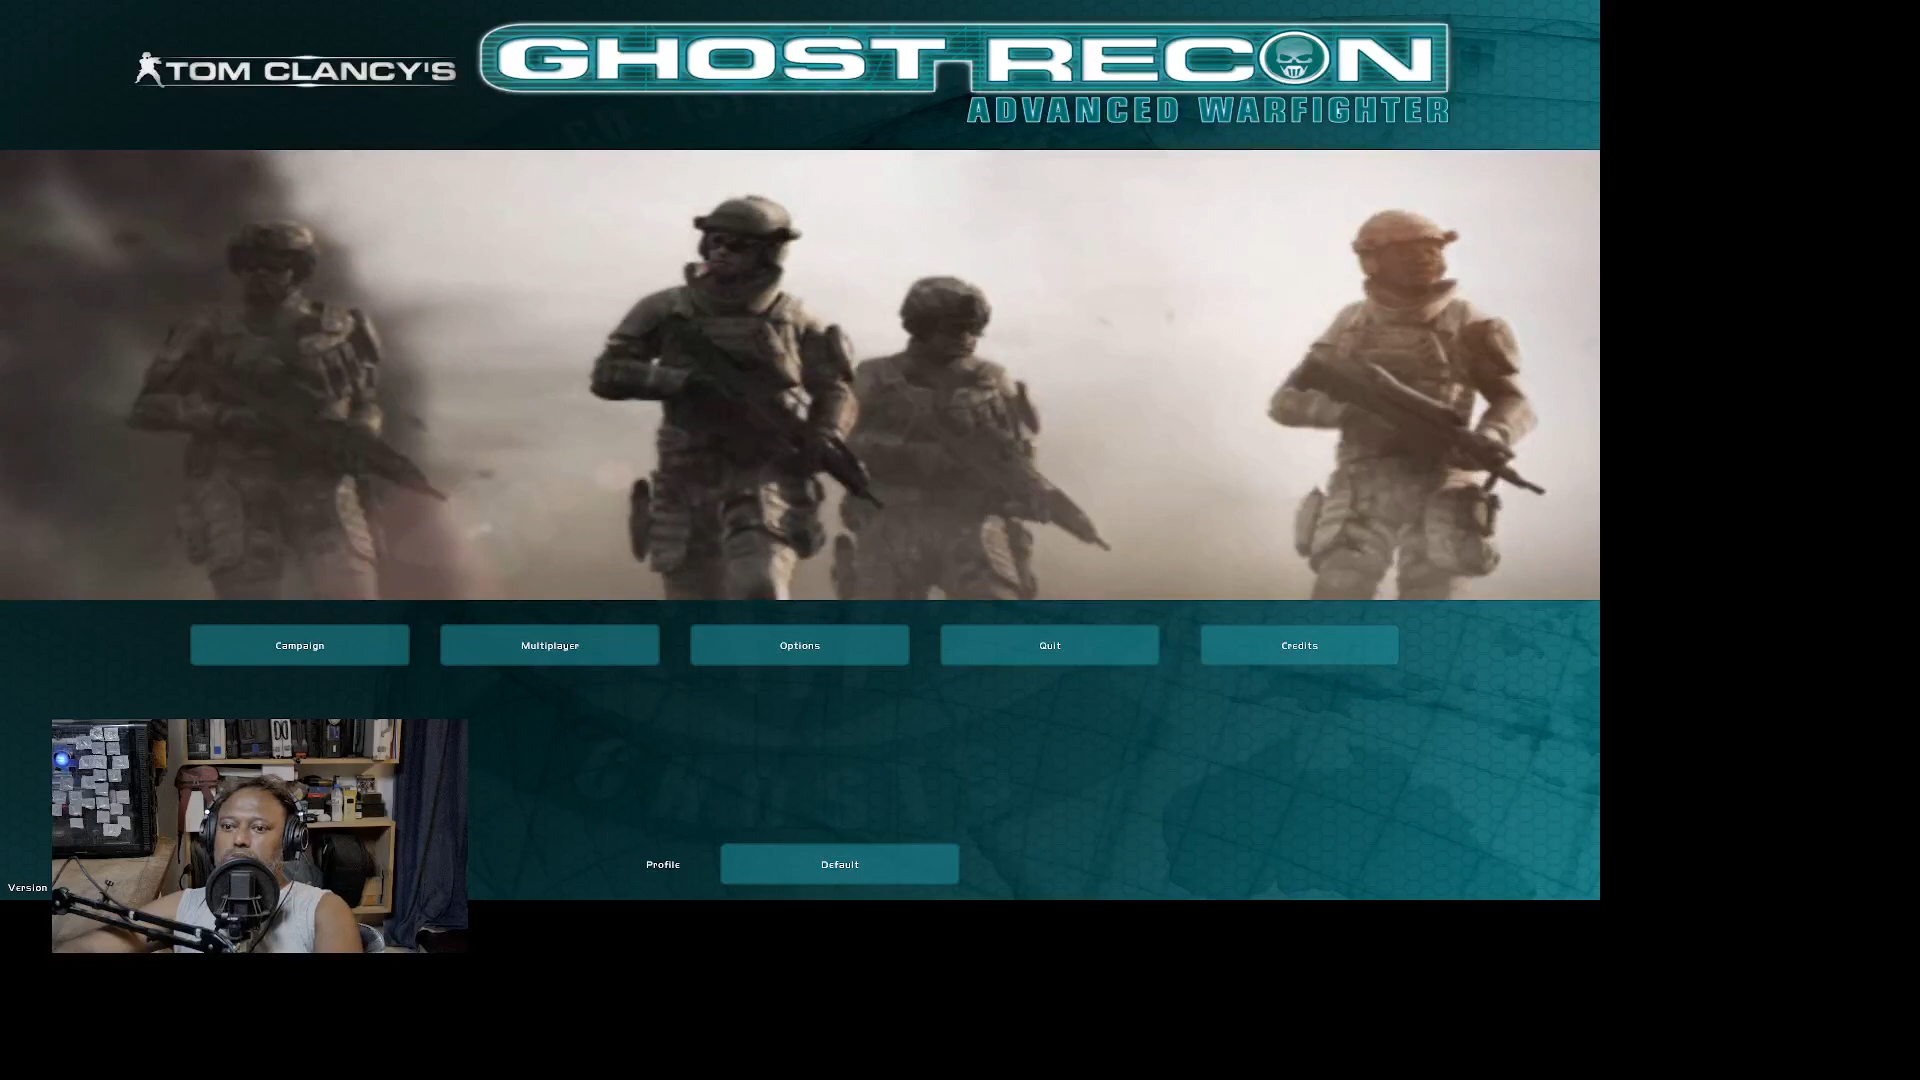 TOM CLANCY'S
GHOST RECON
ADVANCED WARFIGHTER
Campaign
Multiplayer
Options
Quit
Credits
Profile
Default
Version